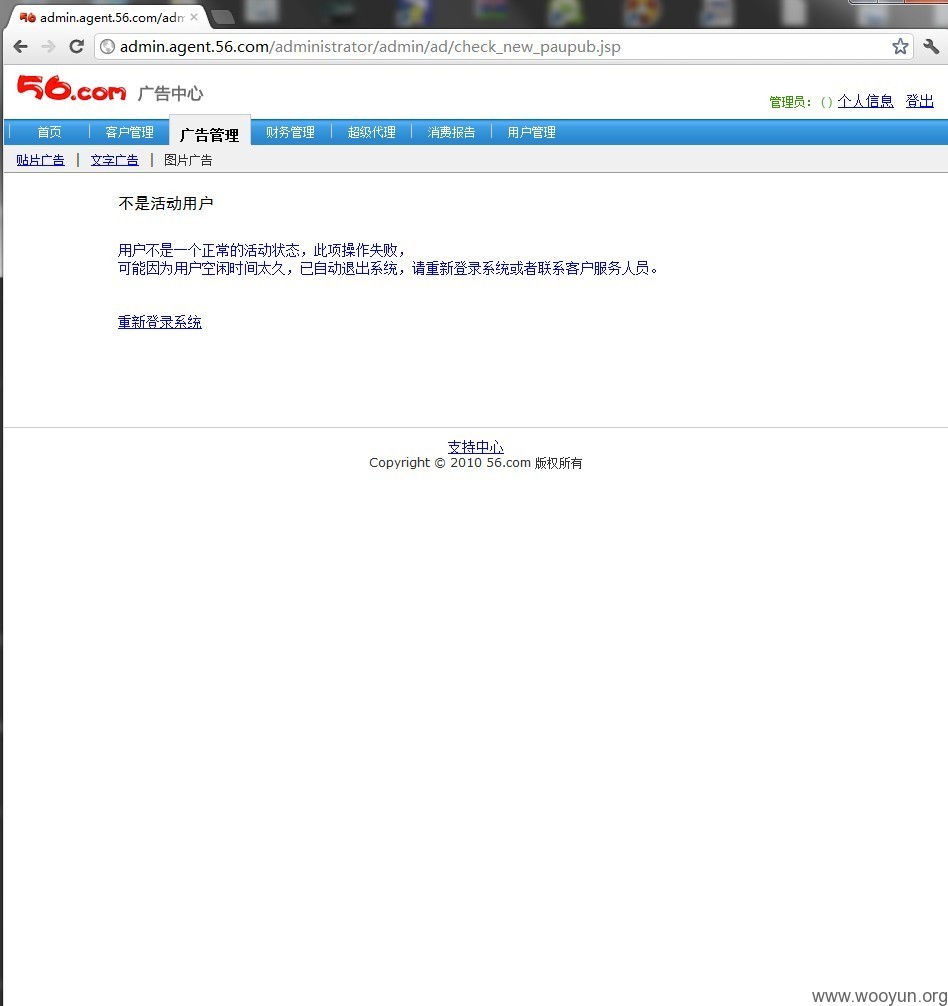 admin.agent.56.com/adm
admin.agent.56.com/administrator/admin/ad/check_new_paupub.jsp
56.com 广告中心
管理员： () 个人信息 登出
首页 客户管理 广告管理 财务管理 超级代理 消费报告 用户管理
贴片广告 | 文字广告 | 图片广告
不是活动用户
用户不是一个正常的活动状态，此项操作失败，
可能因为用户空闲时间太久，已自动退出系统，请重新登录系统或者联系客户服务人员。
重新登录系统
支持中心
Copyright © 2010 56.com 版权所有
www.wooyun.org